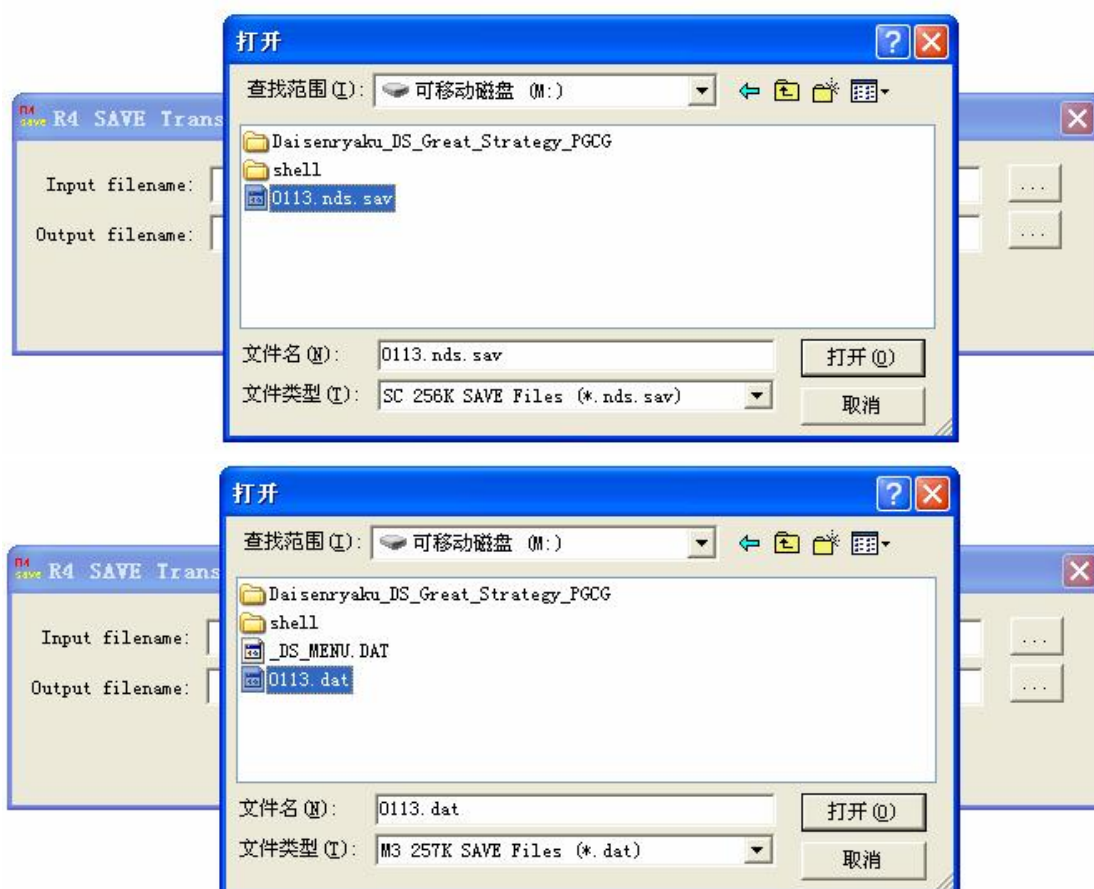 打开
查找范围(I): 可移动磁盘 (M:)
R4 SAVE Trans
Daisenryaku_DS_Great_Strategy_PGCG
shell
0113.nds.sav
Input filename: ...
Output filename: ...
文件名(N): 0113.nds.sav 打开(O)
文件类型(T): SC 256K SAVE Files (*.nds.sav) 取消
打开
查找范围(I): 可移动磁盘 (M:)
R4 SAVE Trans
Daisenryaku_DS_Great_Strategy_PGCG
shell
_DS_MENU.DAT
0113.dat
Input filename: ...
Output filename: ...
文件名(N): 0113.dat 打开(O)
文件类型(T): M3 257K SAVE Files (*.dat) 取消